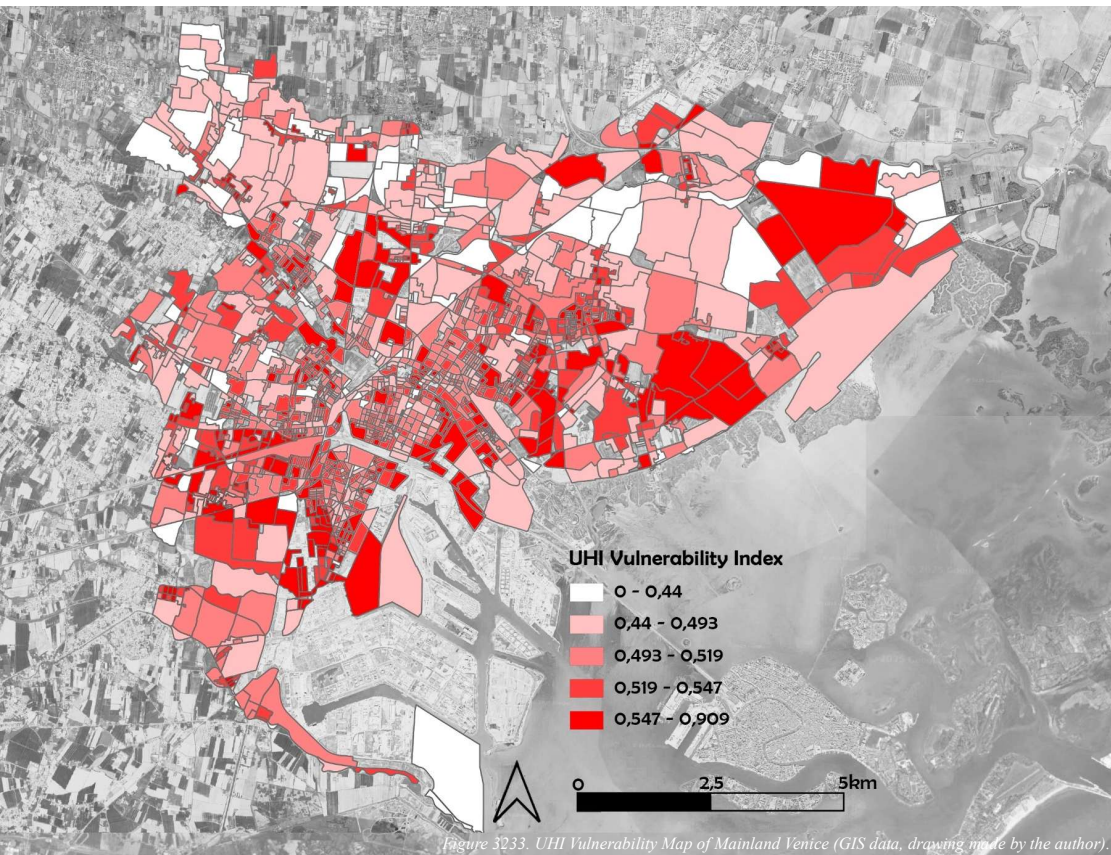 UHI Vulnerability Index
0 - 0,44
0,44 - 0,493
0,493 - 0,519
0,519 - 0,547
0,547 - 0,909
0 2,5 5km
Figure 3233. UHI Vulnerability Map of Mainland Venice (GIS data, drawing made by the author).